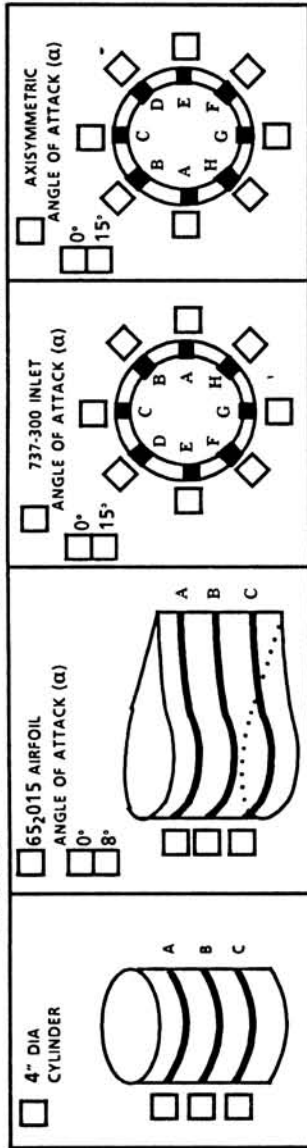 4" DIA
CYLINDER
A
B
C
65₂015 AIRFOIL
ANGLE OF ATTACK (α)
0°
8°
A
B
C
737-300 INLET
ANGLE OF ATTACK (α)
0°
15°
C
D
B
E
A
F
H
G
AXISYMMETRIC
ANGLE OF ATTACK (α)
0°
15°
C
B
D
A
E
H
F
G